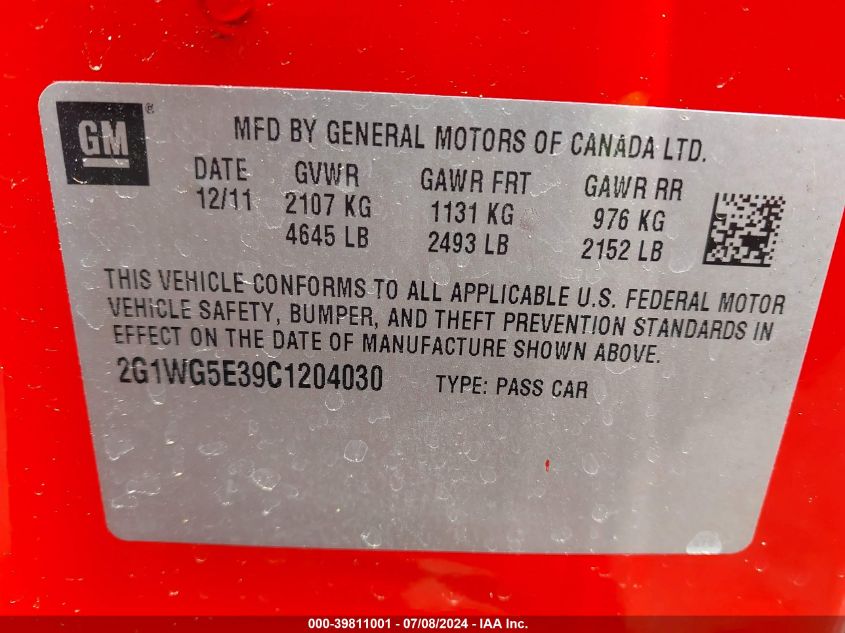 GM ®
MFD BY GENERAL MOTORS OF CANADA LTD.
DATE GVWR GAWR FRT GAWR RR
12/11 2107 KG 1131 KG 976 KG
4645 LB 2493 LB 2152 LB
THIS VEHICLE CONFORMS TO ALL APPLICABLE U.S. FEDERAL MOTOR
VEHICLE SAFETY, BUMPER, AND THEFT PREVENTION STANDARDS IN
EFFECT ON THE DATE OF MANUFACTURE SHOWN ABOVE.
2G1WG5E39C1204030 TYPE: PASS CAR
000-39811001 - 07/08/2024 - IAA Inc.